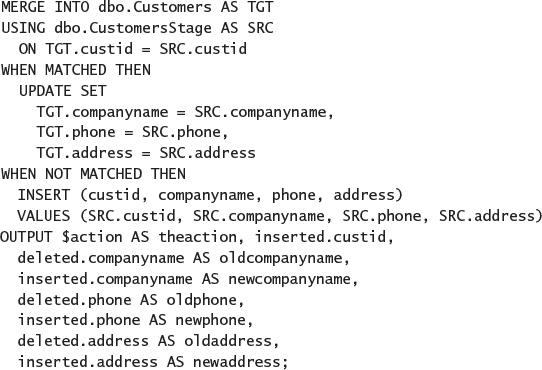 MERGE INTO dbo.Customers AS TGT
USING dbo.CustomersStage AS SRC
  ON TGT.custid = SRC.custid
WHEN MATCHED THEN
  UPDATE SET
    TGT.companyname = SRC.companyname,
    TGT.phone = SRC.phone,
    TGT.address = SRC.address
WHEN NOT MATCHED THEN
  INSERT (custid, companyname, phone, address)
  VALUES (SRC.custid, SRC.companyname, SRC.phone, SRC.address)
OUTPUT $action AS theaction, inserted.custid,
  deleted.companyname AS oldcompanyname,
  inserted.companyname AS newcompanyname,
  deleted.phone AS oldphone,
  inserted.phone AS newphone,
  deleted.address AS oldaddress,
  inserted.address AS newaddress;